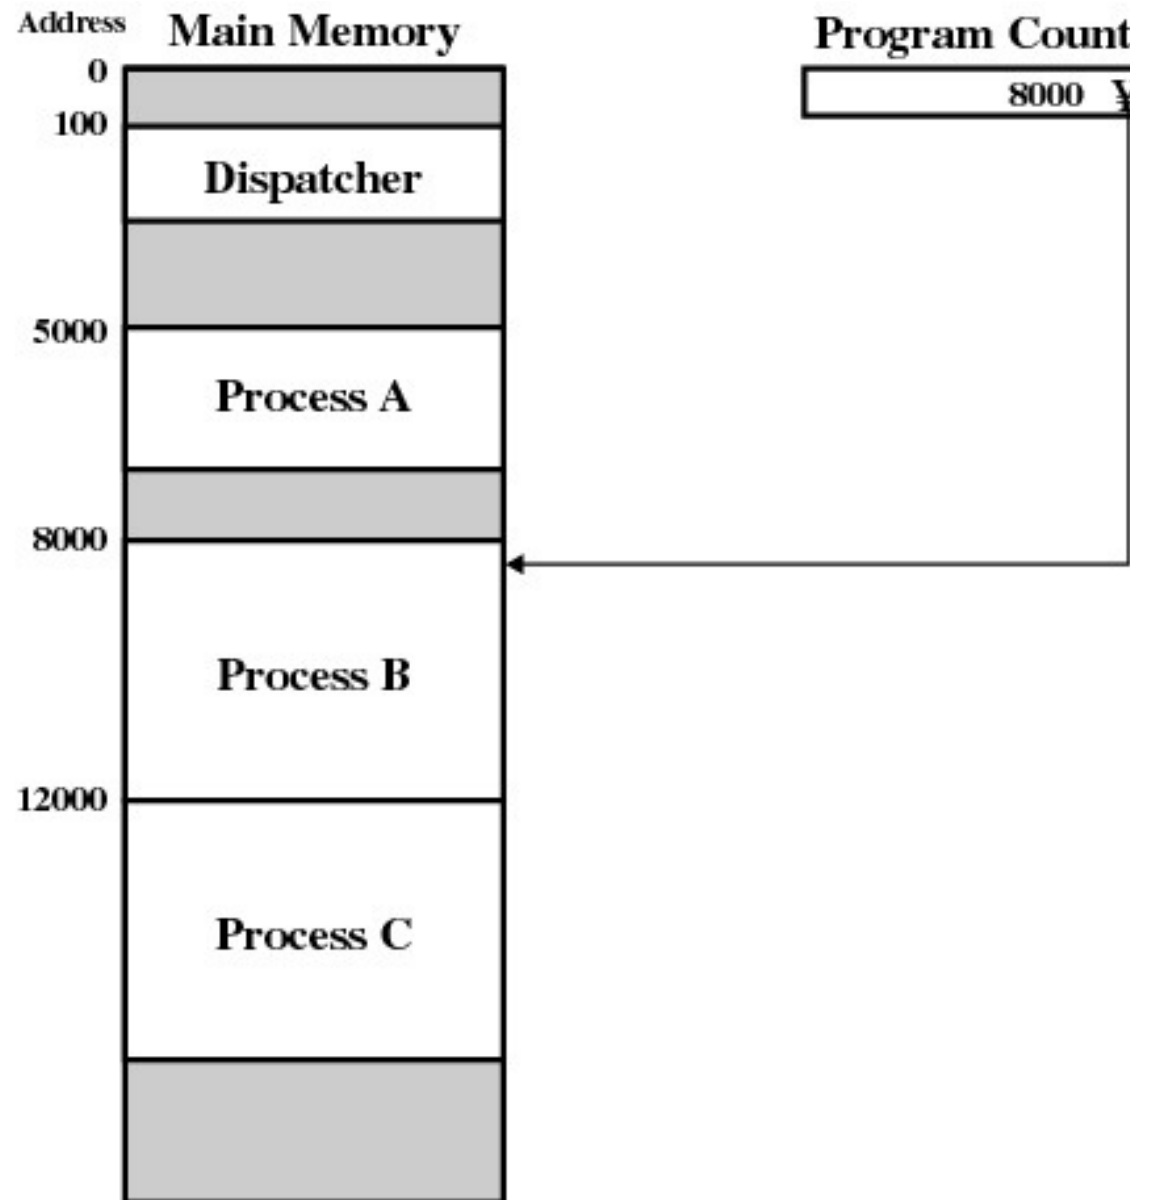 Address
Main Memory
Program Count
0
8000 ¥
100
Dispatcher
5000
Process A
8000
Process B
12000
Process C